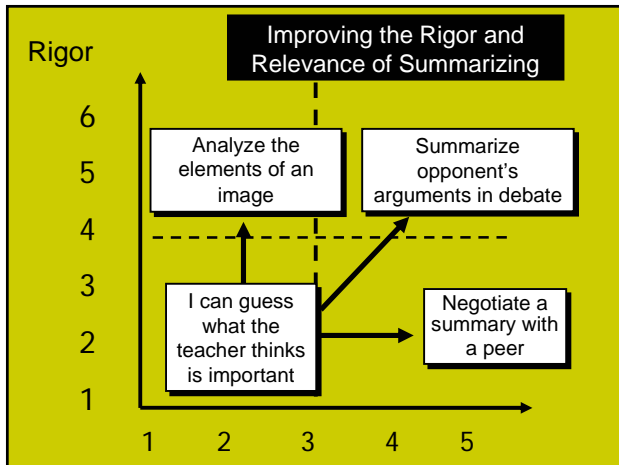 Improving the Rigor and
Relevance of Summarizing
Rigor
6
5
4
3
2
1
Analyze the
elements of an
image
Summarize
opponent's
arguments in debate
I can guess
what the
teacher thinks
is important
Negotiate a
summary with
a peer
1 2 3 4 5